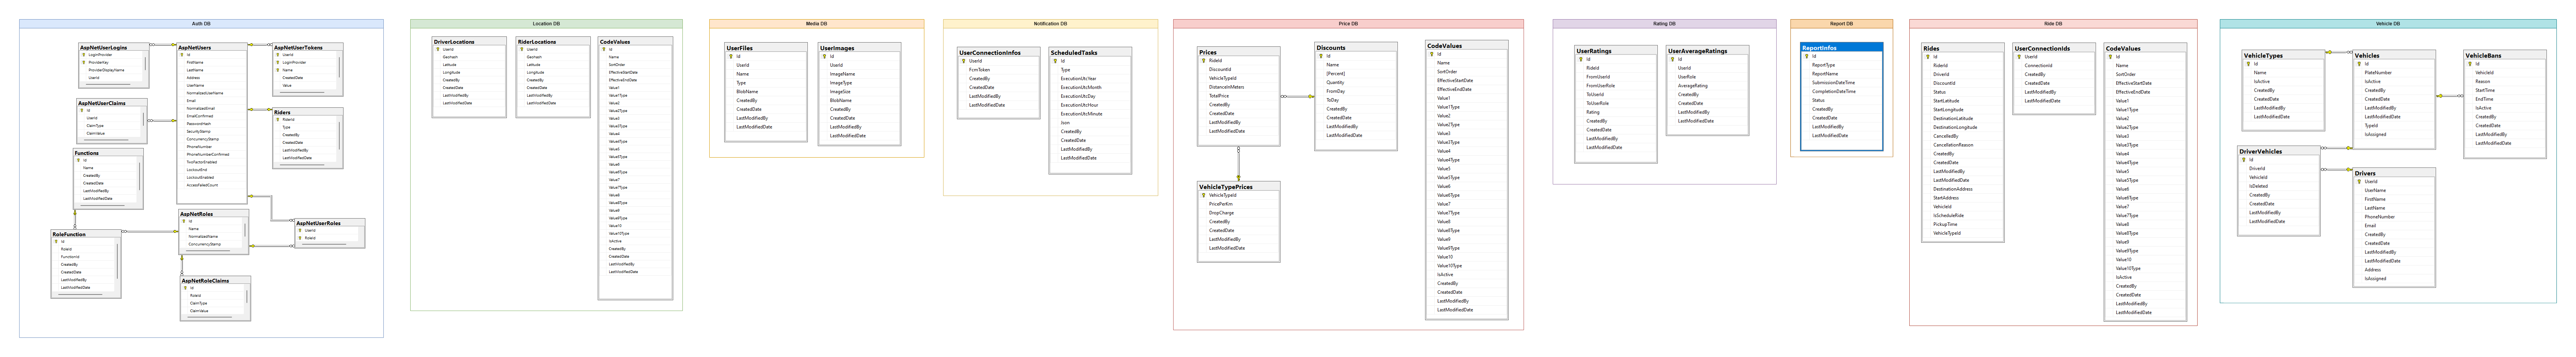 Auth DB
AspNetUserLogins
LoginProvider
ProviderKey
ProviderDisplayName
UserId
AspNetUserClaims
Id
UserId
ClaimType
ClaimValue
Functions
Id
Name
CreatedBy
CreatedDate
LastModifiedBy
LastModifiedDate
RoleFunction
Id
RoleId
FunctionId
CreatedBy
CreatedDate
LastModifiedBy
LastModifiedDate
AspNetUsers
Id
FirstName
LastName
Address
UserName
NormalizedUserName
Email
NormalizedEmail
EmailConfirmed
PasswordHash
SecurityStamp
ConcurrencyStamp
PhoneNumber
PhoneNumberConfirmed
TwoFactorEnabled
LockoutEnd
LockoutEnabled
AccessFailedCount
AspNetRoles
Id
Name
NormalizedName
ConcurrencyStamp
AspNetRoleClaims
Id
RoleId
ClaimType
ClaimValue
AspNetUserTokens
UserId
LoginProvider
Name
CreatedDate
Value
Riders
RiderId
Type
CreatedBy
CreatedDate
LastModifiedBy
LastModifiedDate
AspNetUserRoles
UserId
RoleId
Location DB
DriverLocations
UserId
Geohash
Latitude
Longitude
CreatedBy
CreatedDate
LastModifiedBy
LastModifiedDate
RiderLocations
UserId
Geohash
Latitude
Longitude
CreatedBy
CreatedDate
LastModifiedBy
LastModifiedDate
CodeValues
Id
Name
SortOrder
EffectiveStartDate
EffectiveEndDate
Value1
Value1Type
Value2
Value2Type
Value3
Value3Type
Value4
Value4Type
Value5
Value5Type
Value6
Value6Type
Value7
Value7Type
Value8
Value8Type
Value9
Value9Type
Value10
Value10Type
IsActive
CreatedBy
CreatedDate
LastModifiedBy
LastModifiedDate
Media DB
UserFiles
Id
UserId
Name
Type
BlobName
CreatedBy
CreatedDate
LastModifiedBy
LastModifiedDate
UserImages
Id
UserId
ImageName
ImageType
ImageSize
BlobName
CreatedBy
CreatedDate
LastModifiedBy
LastModifiedDate
Notification DB
UserConnectionInfos
UserId
FcmToken
CreatedBy
CreatedDate
LastModifiedBy
LastModifiedDate
ScheduledTasks
Id
Type
ExecutionUtcYear
ExecutionUtcMonth
ExecutionUtcDay
ExecutionUtcHour
ExecutionUtcMinute
Json
CreatedBy
CreatedDate
LastModifiedBy
LastModifiedDate
Price DB
Prices
RideId
DiscountId
VehicleTypeId
DistanceInMeters
TotalPrice
CreatedBy
CreatedDate
LastModifiedBy
LastModifiedDate
VehicleTypePrices
VehicleTypeId
PricePerKm
DropCharge
CreatedBy
CreatedDate
LastModifiedBy
LastModifiedDate
Discounts
Id
Name
[Percent]
Quantity
FromDay
ToDay
CreatedBy
CreatedDate
LastModifiedBy
LastModifiedDate
CodeValues
Id
Name
SortOrder
EffectiveStartDate
EffectiveEndDate
Value1
Value1Type
Value2
Value2Type
Value3
Value3Type
Value4
Value4Type
Value5
Value5Type
Value6
Value6Type
Value7
Value7Type
Value8
Value8Type
Value9
Value9Type
Value10
Value10Type
IsActive
CreatedBy
CreatedDate
LastModifiedBy
LastModifiedDate
Rating DB
UserRatings
Id
RideId
FromUserId
FromUserRole
ToUserId
ToUserRole
Rating
CreatedBy
CreatedDate
LastModifiedBy
LastModifiedDate
UserAverageRatings
Id
UserId
UserRole
AverageRating
CreatedBy
CreatedDate
LastModifiedBy
LastModifiedDate
Report DB
ReportInfos
Id
ReportType
ReportName
SubmissionDateTime
CompletionDateTime
Status
CreatedBy
CreatedDate
LastModifiedBy
LastModifiedDate
Ride DB
Rides
Id
RiderId
DriverId
DiscountId
Status
StartLatitude
StartLongitude
DestinationLatitude
DestinationLongitude
CancelledBy
CancellationReason
CreatedBy
CreatedDate
LastModifiedBy
LastModifiedDate
DestinationAddress
StartAddress
VehicleId
IsScheduleRide
PickupTime
VehicleTypeId
UserConnectionIds
UserId
ConnectionId
CreatedBy
CreatedDate
LastModifiedBy
LastModifiedDate
CodeValues
Id
Name
SortOrder
EffectiveStartDate
EffectiveEndDate
Value1
Value1Type
Value2
Value2Type
Value3
Value3Type
Value4
Value4Type
Value5
Value5Type
Value6
Value6Type
Value7
Value7Type
Value8
Value8Type
Value9
Value9Type
Value10
Value10Type
IsActive
CreatedBy
CreatedDate
LastModifiedBy
LastModifiedDate
Vehicle DB
VehicleTypes
Id
Name
IsActive
CreatedBy
CreatedDate
LastModifiedBy
LastModifiedDate
DriverVehicles
Id
DriverId
VehicleId
IsDeleted
CreatedBy
CreatedDate
LastModifiedBy
LastModifiedDate
Vehicles
Id
PlateNumber
IsActive
CreatedBy
CreatedDate
LastModifiedBy
LastModifiedDate
TypeId
IsAssigned
Drivers
UserId
UserName
FirstName
LastName
PhoneNumber
Email
CreatedBy
CreatedDate
LastModifiedBy
LastModifiedDate
Address
IsAssigned
VehicleBans
Id
VehicleId
Reason
StartTime
EndTime
IsActive
CreatedBy
CreatedDate
LastModifiedBy
LastModifiedDate